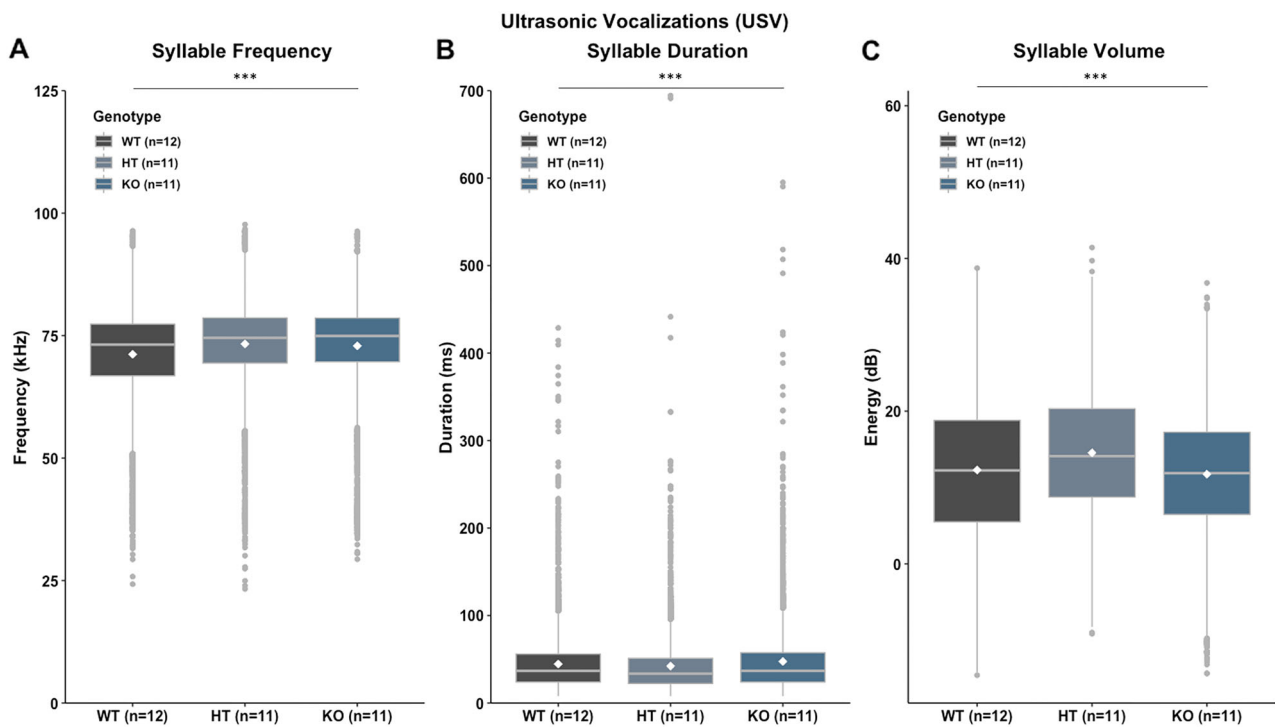 Ultrasonic Vocalizations (USV)
A
Syllable Frequency
***
125
100
75
50
25
Frequency (kHz)
Genotype
WT (n=12)
HT (n=11)
KO (n=11)
WT (n=12)
HT (n=11)
KO (n=11)
B
Syllable Duration
***
700
600
500
400
300
200
100
0
Duration (ms)
Genotype
WT (n=12)
HT (n=11)
KO (n=11)
WT (n=12)
HT (n=11)
KO (n=11)
C
Syllable Volume
***
60
40
20
0
Energy (dB)
Genotype
WT (n=12)
HT (n=11)
KO (n=11)
WT (n=12)
HT (n=11)
KO (n=11)